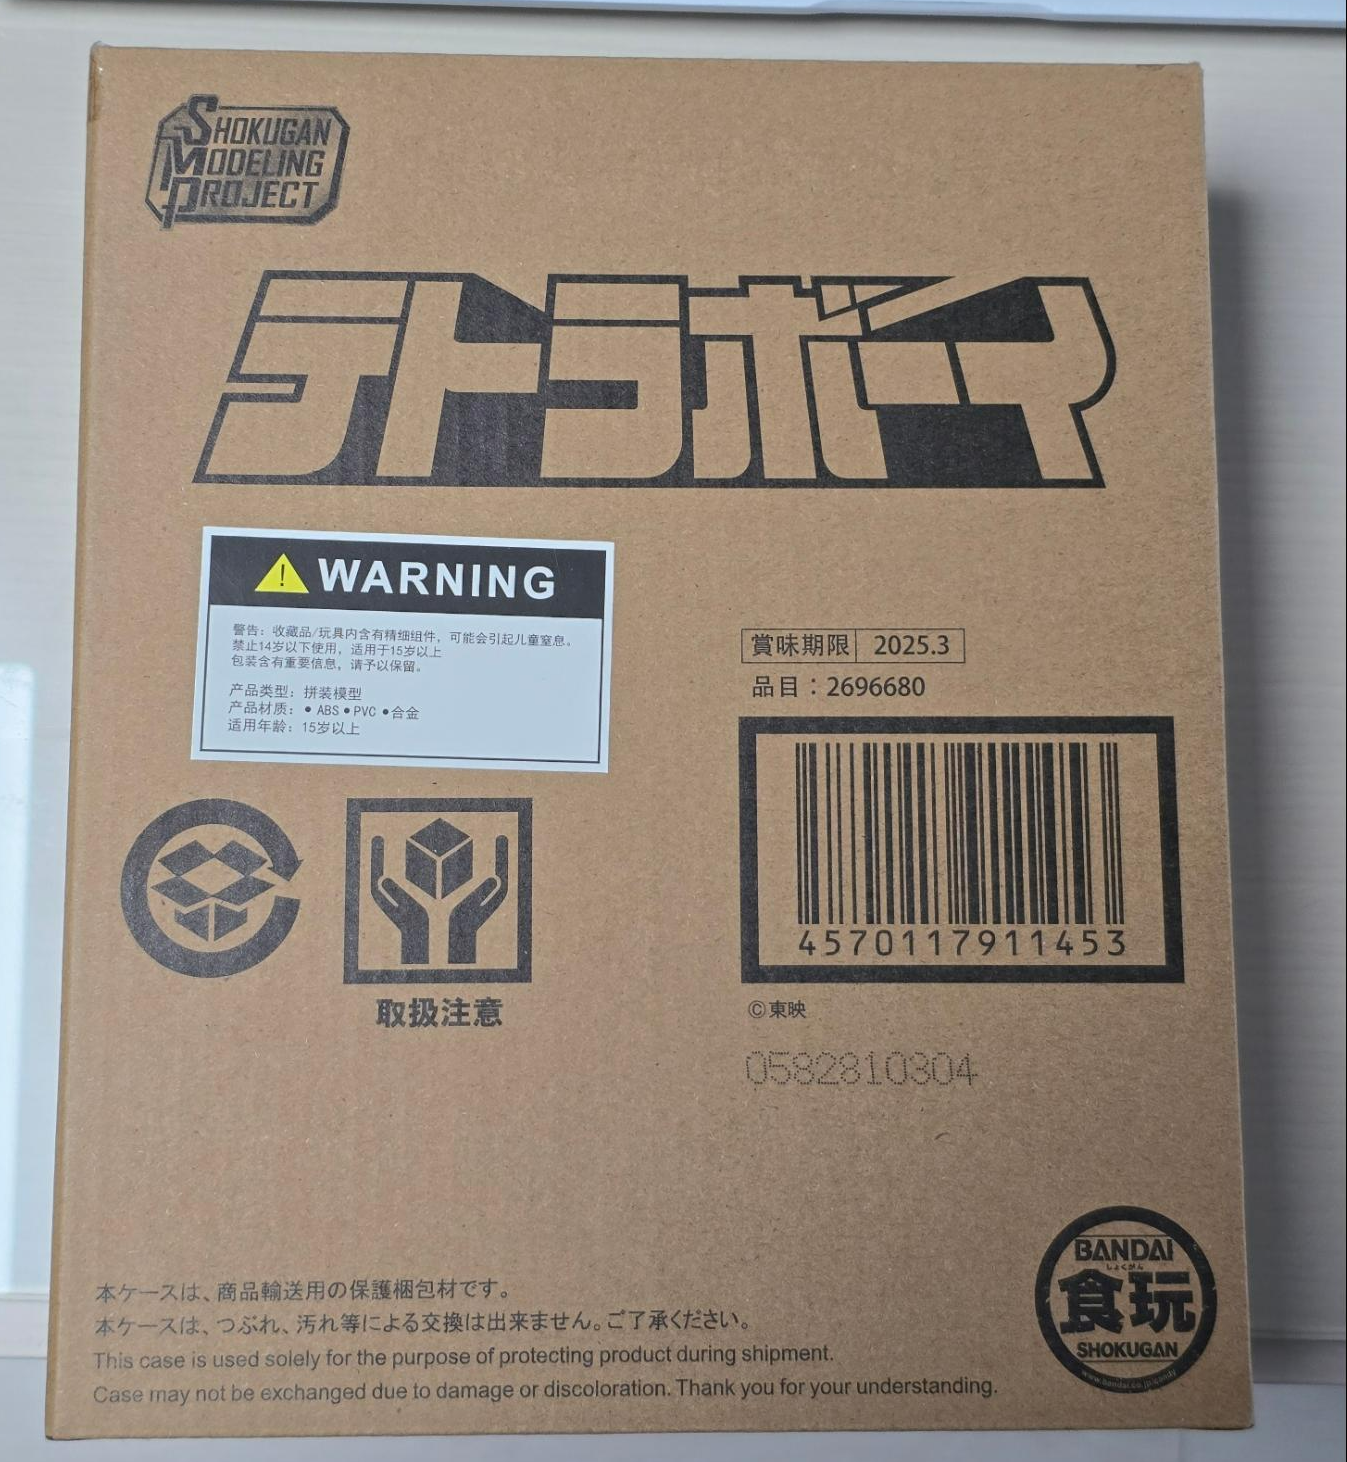 SHOKUGAN
MODELING
PROJECT
テトラボーイ
WARNING
警告：收藏品/玩具内含有精细组件，可能会引起儿童窒息。
禁止14岁以下使用，适用于15岁以上
包装含有重要信息，请予以保留。
产品类型：拼装模型
产品材质：● ABS ● PVC ● 合金
适用年龄：15岁以上
賞味期限 2025.3
品目：2696680
4570117911453
取扱注意
©東映
0582810304
本ケースは、商品輸送用の保護梱包材です。
本ケースは、つぶれ、汚れ等による交換は出来ません。ご了承ください。
This case is used solely for the purpose of protecting product during shipment.
Case may not be exchanged due to damage or discoloration. Thank you for your understanding.
BANDAI
しょくがん
食玩
SHOKUGAN
www.bandai.co.jp/candy